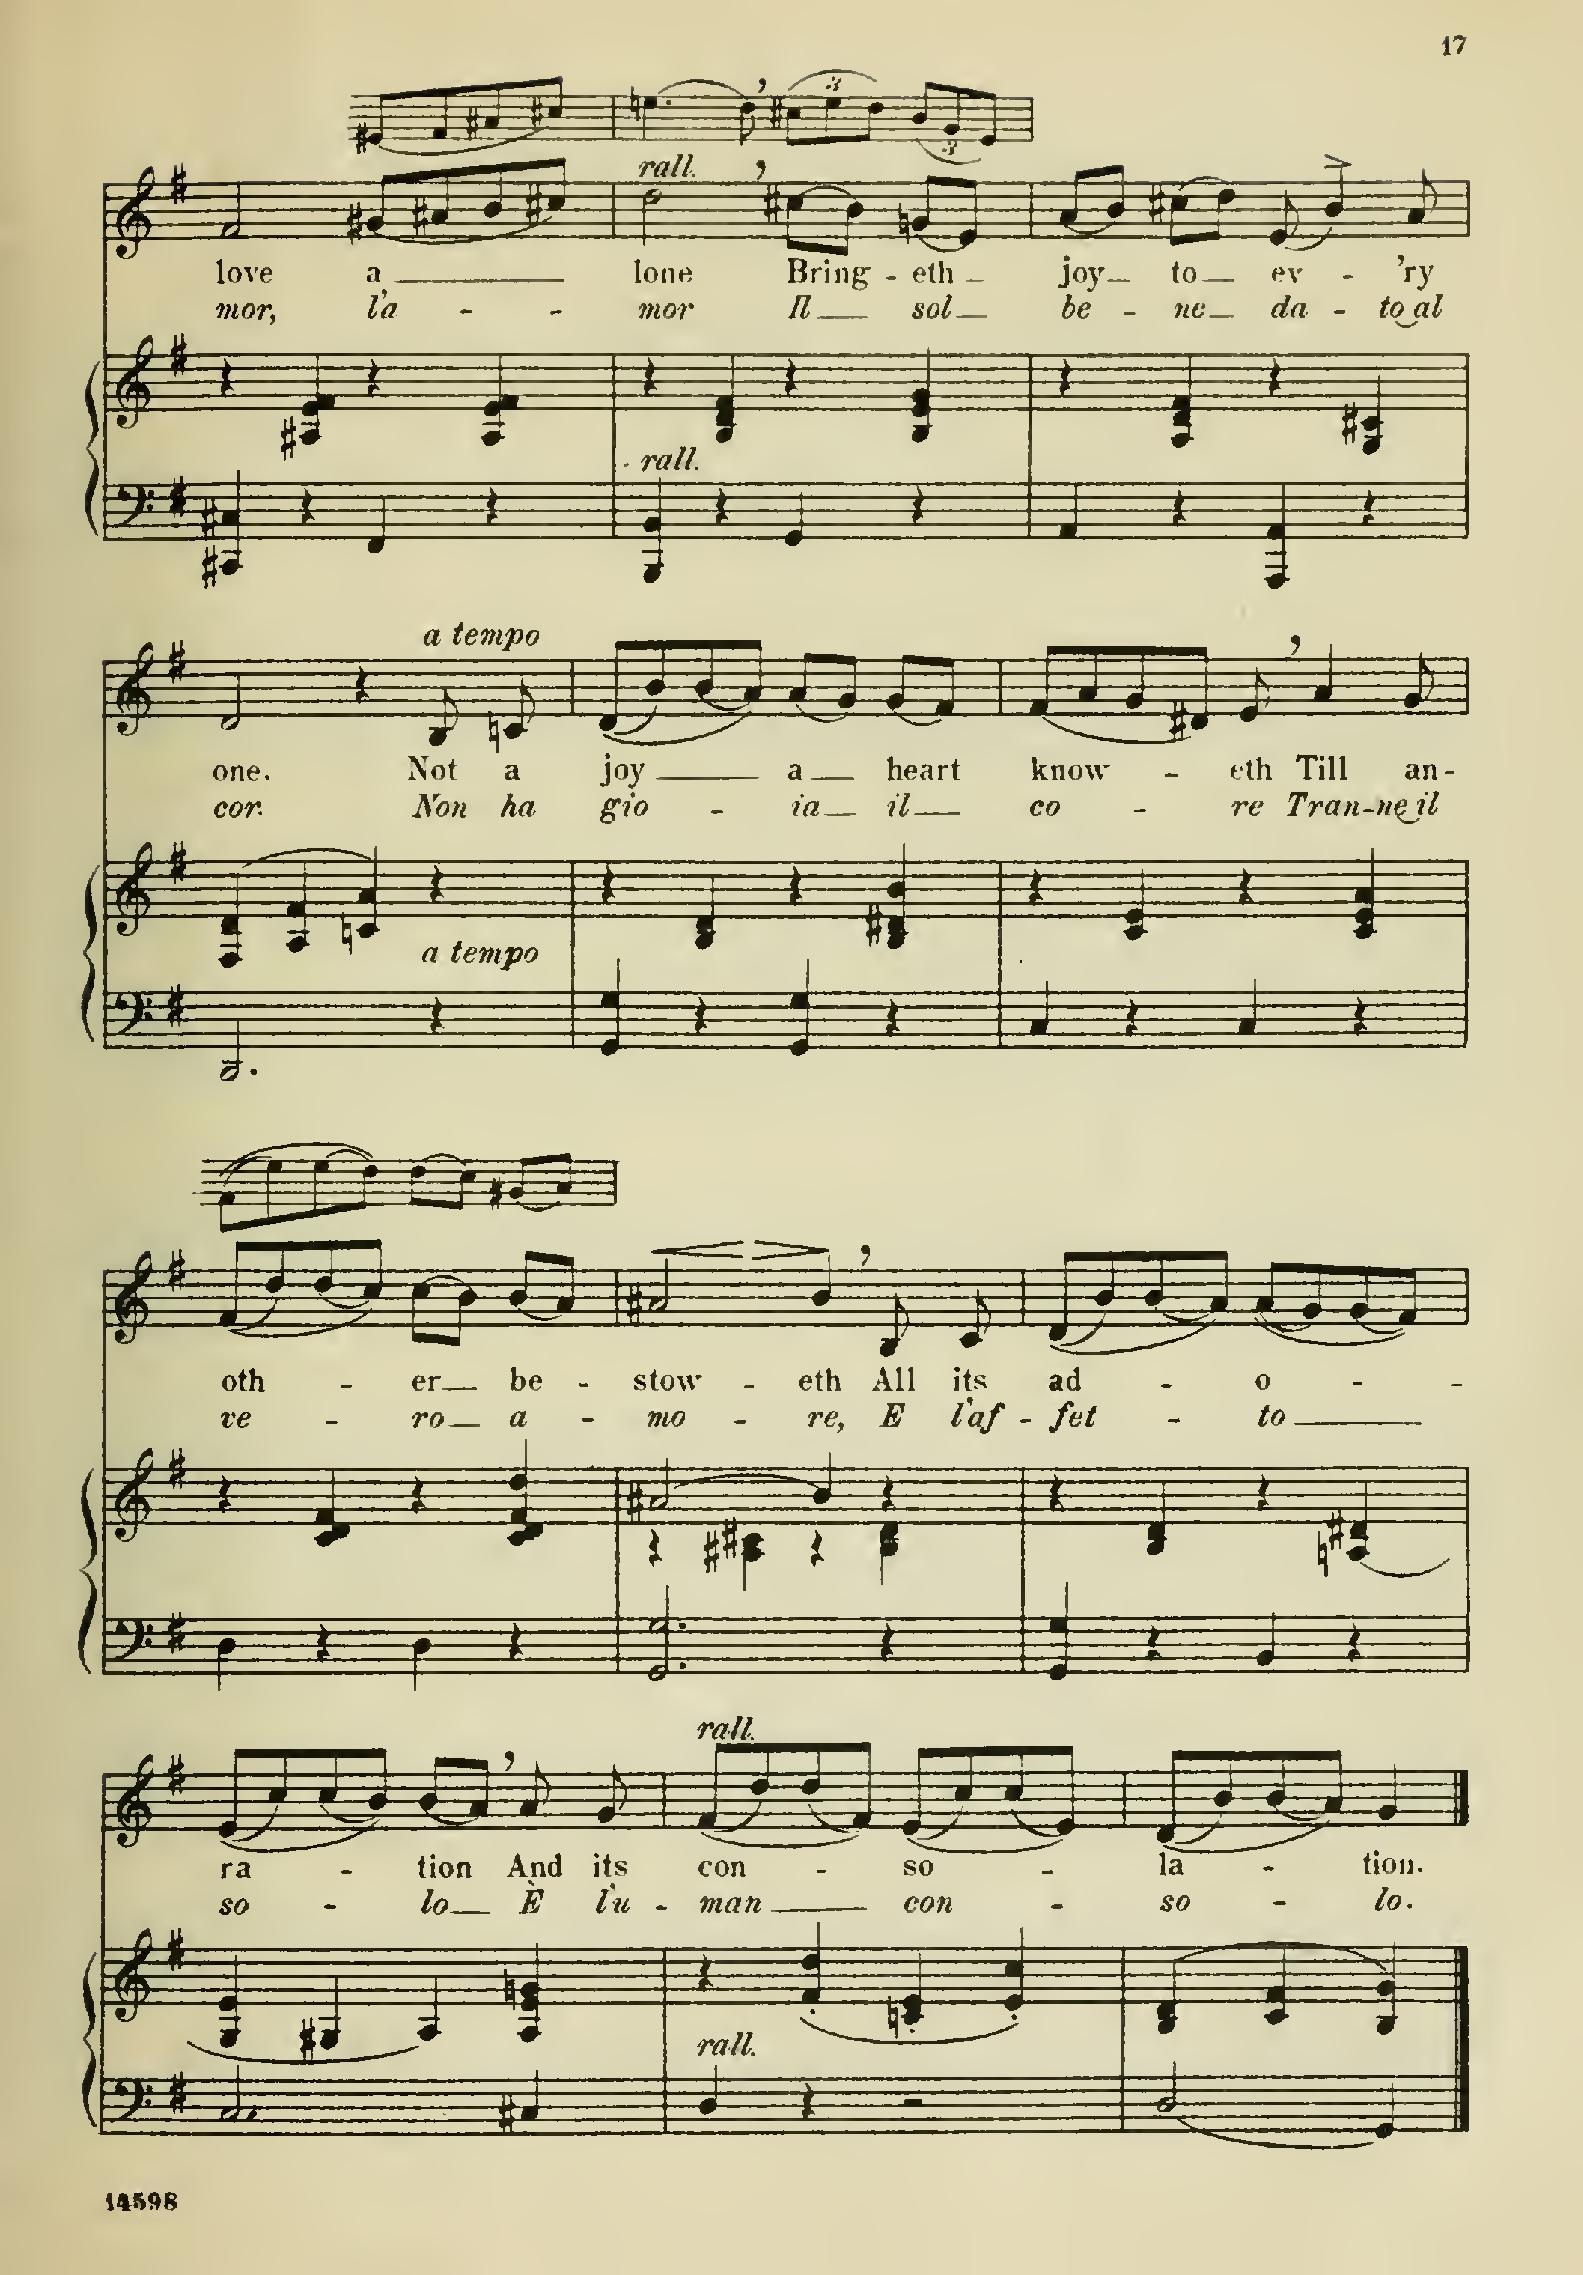 17
3
3
rall.
love a lone Bring - eth joy to ev - 'ry
mor, l'a - - mor Il sol be - ne da - to al
rall.
a tempo
one. Not a joy a heart know - eth Till an-
cor. Non ha gio - ia il co - re Tran-ne il
a tempo
oth - er be - stow - eth All its ad - o - -
ve - ro a - mo - re, E l'af - fet - to
rall.
ra - tion And its con - so - la - tion.
so - lo È l'u - man con - so - lo.
rall.
14598